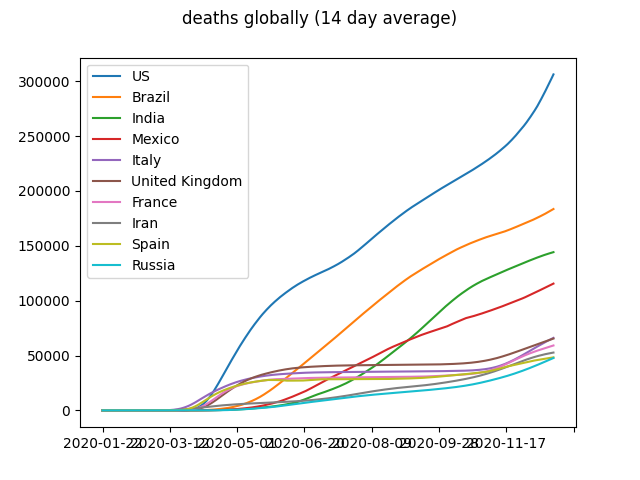 deaths globally (14 day average)
300000
250000
200000
150000
100000
50000
0
US
Brazil
India
Mexico
Italy
United Kingdom
France
Iran
Spain
Russia
2020-01-22 2020-03-12 2020-05-01 2020-06-20 2020-08-09 2020-09-28 2020-11-17